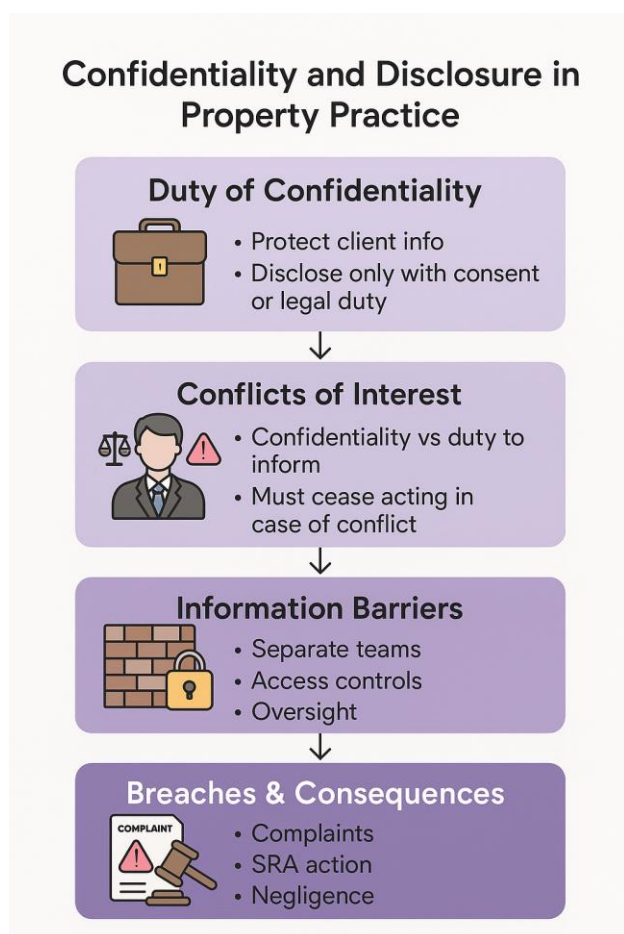 Confidentiality and Disclosure in
Property Practice
Duty of Confidentiality
• Protect client info
• Disclose only with consent
or legal duty
Conflicts of Interest
• Confidentiality vs duty to
inform
• Must cease acting in
case of conflict
Information Barriers
• Separate teams
• Access controls
• Oversight
Breaches & Consequences
COMPLAINT
• Complaints
• SRA action
• Negligence